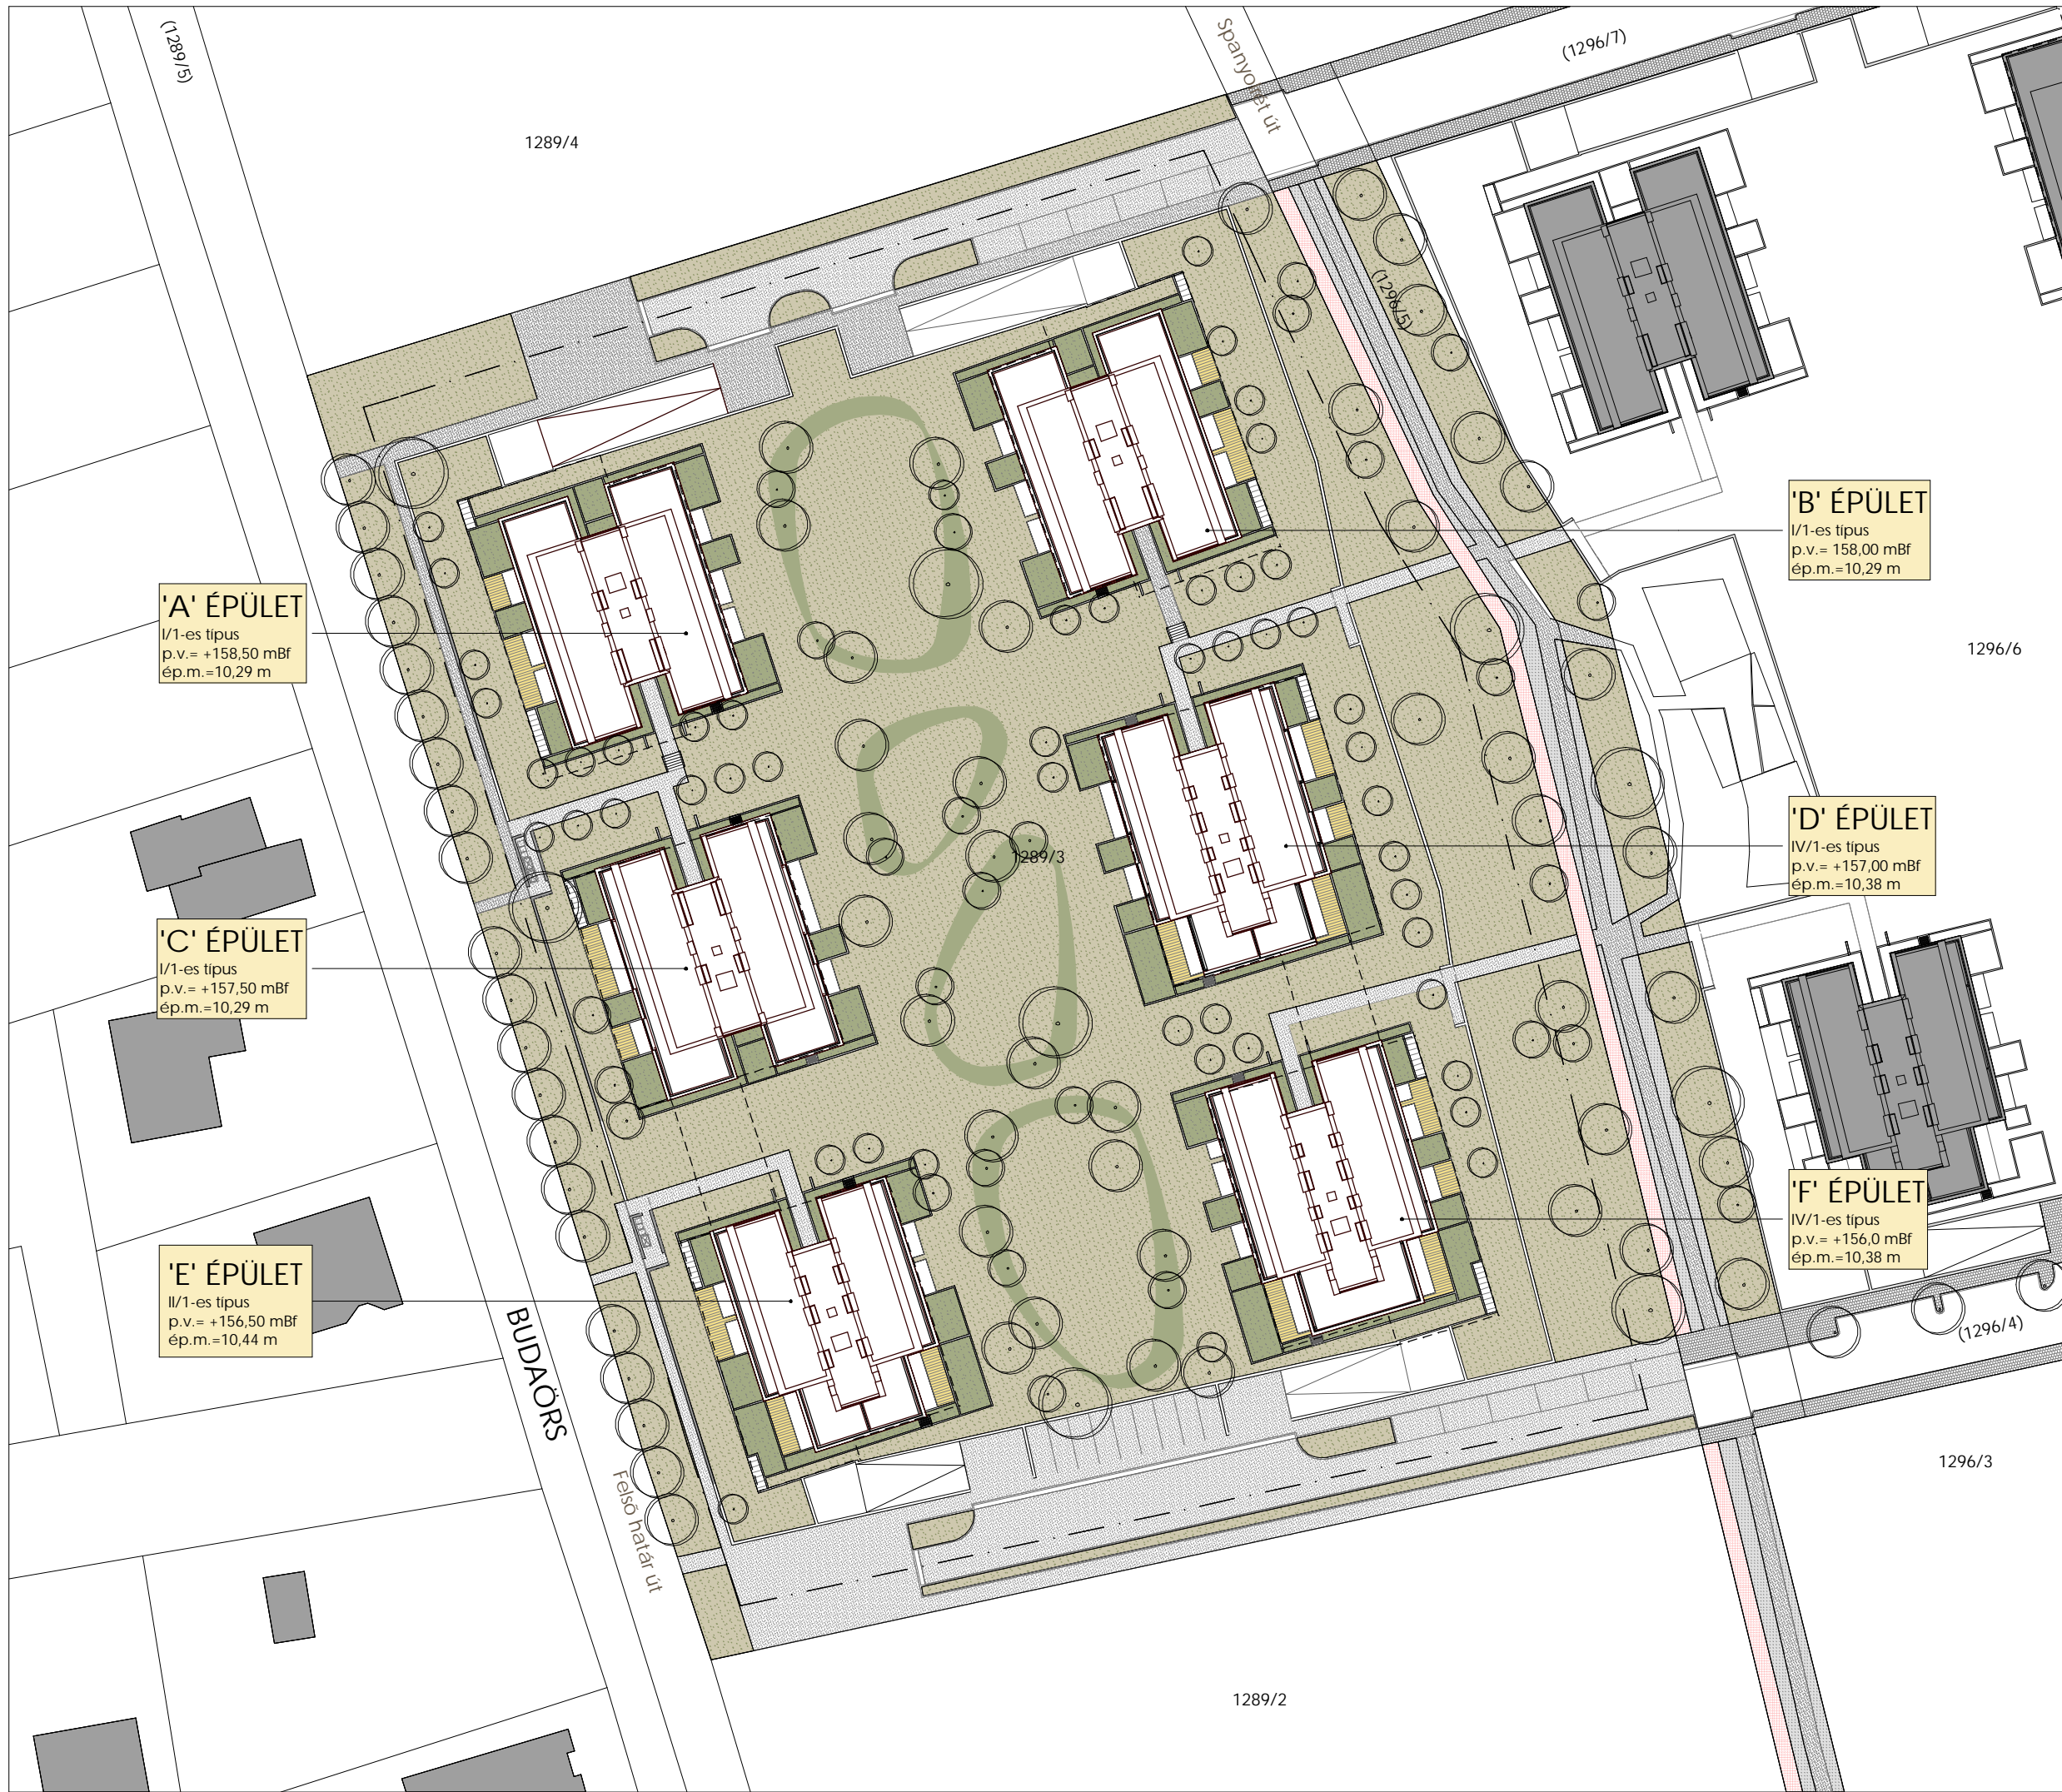 (1289/5)
Spanyolrét út
(1296/7)
1289/4
(1296/5)
'B' ÉPÜLET
I/1-es típus
p.v.= 158,00 mBf
ép.m.=10,29 m
'A' ÉPÜLET
I/1-es típus
p.v.= +158,50 mBf
ép.m.=10,29 m
1296/6
'D' ÉPÜLET
IV/1-es típus
p.v.= +157,00 mBf
ép.m.=10,38 m
1289/3
'C' ÉPÜLET
I/1-es típus
p.v.= +157,50 mBf
ép.m.=10,29 m
'F' ÉPÜLET
IV/1-es típus
p.v.= +156,0 mBf
ép.m.=10,38 m
'E' ÉPÜLET
II/1-es típus
p.v.= +156,50 mBf
ép.m.=10,44 m
BUDAÖRS
(1296/4)
Felső határ út
1296/3
1289/2